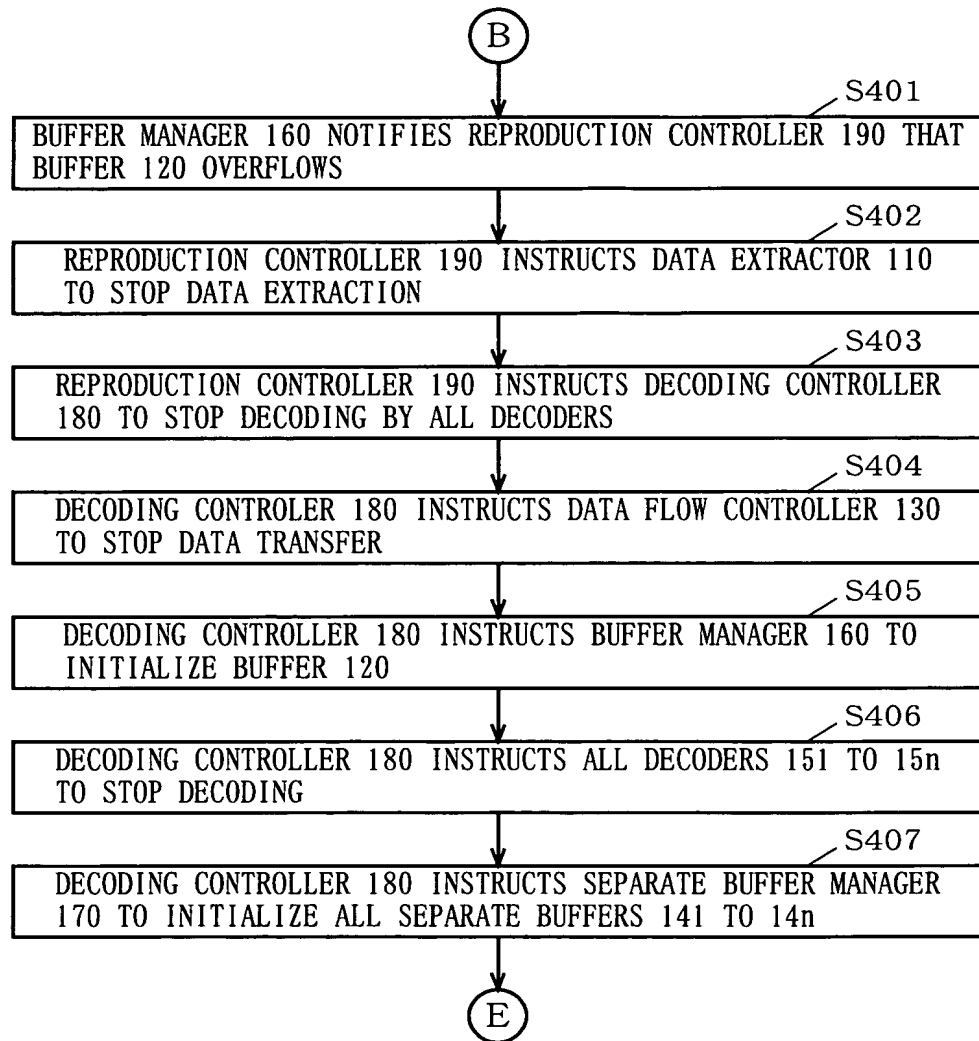 B
S401
BUFFER MANAGER 160 NOTIFIES REPRODUCTION CONTROLLER 190 THAT
BUFFER 120 OVERFLOWS
S402
REPRODUCTION CONTROLLER 190 INSTRUCTS DATA EXTRACTOR 110
TO STOP DATA EXTRACTION
S403
REPRODUCTION CONTROLLER 190 INSTRUCTS DECODING CONTROLLER
180 TO STOP DECODING BY ALL DECODERS
S404
DECODING CONTROLER 180 INSTRUCTS DATA FLOW CONTROLLER 130
TO STOP DATA TRANSFER
S405
DECODING CONTROLLER 180 INSTRUCTS BUFFER MANAGER 160 TO
INITIALIZE BUFFER 120
S406
DECODING CONTROLLER 180 INSTRUCTS ALL DECODERS 151 TO 15n
TO STOP DECODING
S407
DECODING CONTROLLER 180 INSTRUCTS SEPARATE BUFFER MANAGER
170 TO INITIALIZE ALL SEPARATE BUFFERS 141 TO 14n
E